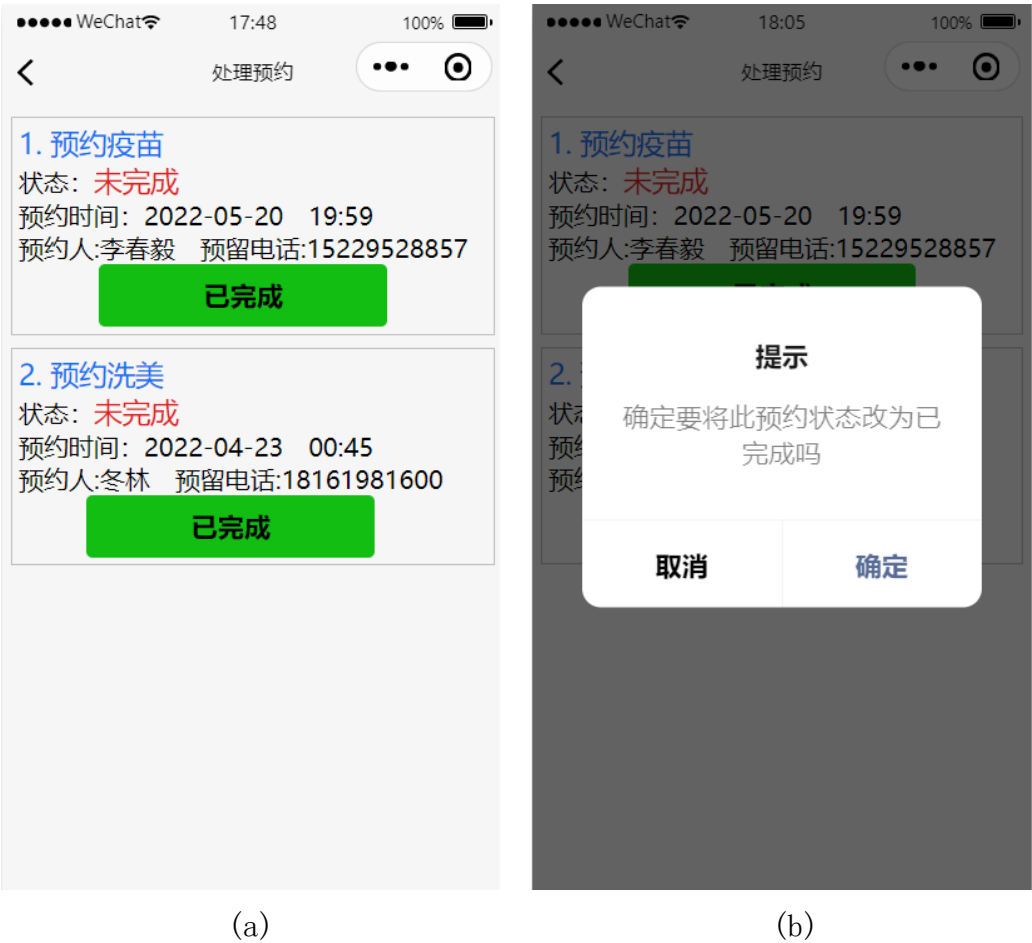 WeChat 17:48 100%
处理预约
1. 预约疫苗
状态：未完成
预约时间：2022-05-20 19:59
预约人:李春毅 预留电话:15229528857
已完成
2. 预约洗美
状态：未完成
预约时间：2022-04-23 00:45
预约人:冬林 预留电话:18161981600
已完成
(a)
WeChat 18:05 100%
处理预约
1. 预约疫苗
状态：未完成
预约时间：2022-05-20 19:59
预约人:李春毅 预留电话:15229528857
2.
提示
确定要将此预约状态改为已
完成吗
取消 确定
(b)